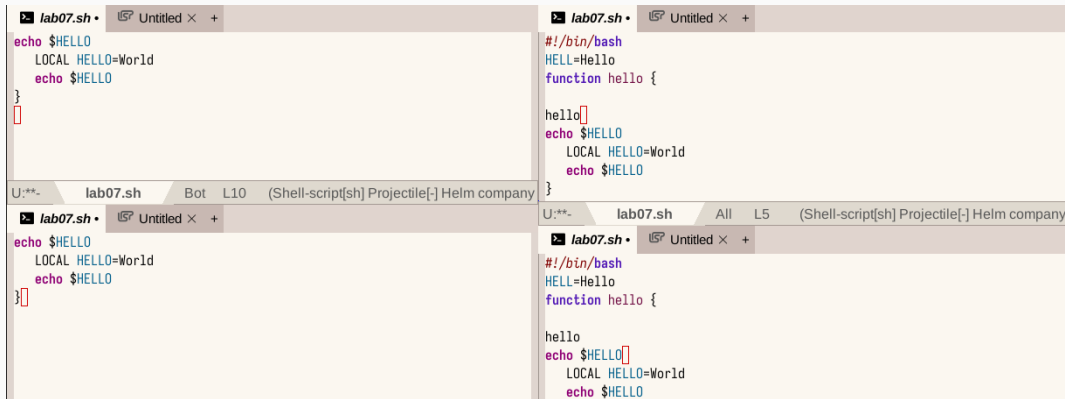 lab07.sh • Untitled × +
echo $HELLO
LOCAL HELLO=World
echo $HELLO
}
U:**- lab07.sh Bot L10 (Shell-script[sh] Projectile[-] Helm company
lab07.sh • Untitled × +
echo $HELLO
LOCAL HELLO=World
echo $HELLO
}
lab07.sh • Untitled × +
#!/bin/bash
HELL=Hello
function hello {
hello
echo $HELLO
LOCAL HELLO=World
echo $HELLO
}
U:**- lab07.sh All L5 (Shell-script[sh] Projectile[-] Helm company
lab07.sh • Untitled × +
#!/bin/bash
HELL=Hello
function hello {
hello
echo $HELLO
LOCAL HELLO=World
echo $HELLO